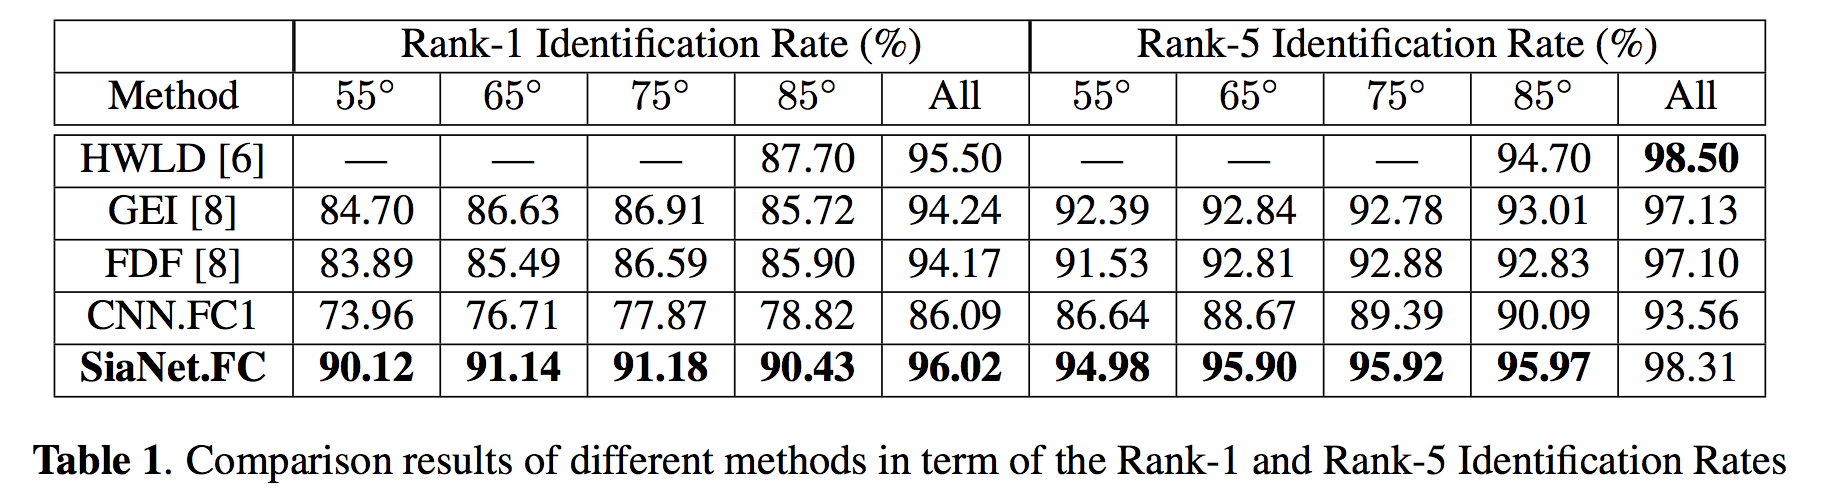 Rank-1 Identification Rate (%) Rank-5 Identification Rate (%)
Method 55° 65° 75° 85° All 55° 65° 75° 85° All
HWLD [6] — — — 87.70 95.50 — — — 94.70 98.50
GEI [8] 84.70 86.63 86.91 85.72 94.24 92.39 92.84 92.78 93.01 97.13
FDF [8] 83.89 85.49 86.59 85.90 94.17 91.53 92.81 92.88 92.83 97.10
CNN.FC1 73.96 76.71 77.87 78.82 86.09 86.64 88.67 89.39 90.09 93.56
SiaNet.FC 90.12 91.14 91.18 90.43 96.02 94.98 95.90 95.92 95.97 98.31
Table 1. Comparison results of different methods in term of the Rank-1 and Rank-5 Identification Rates